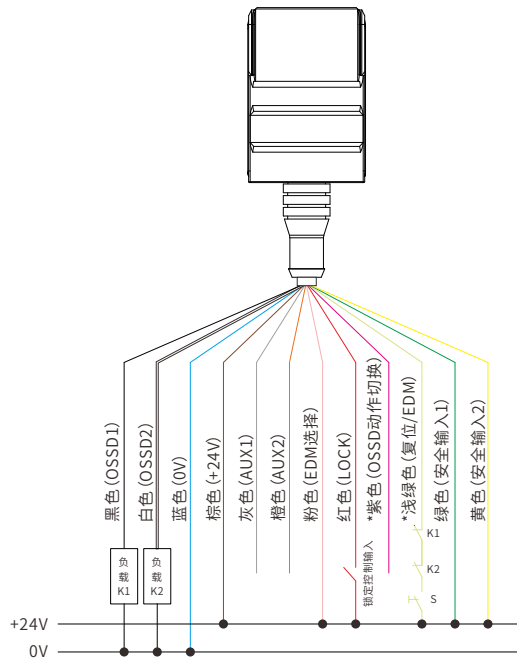 黑色(OSSD1)
白色(OSSD2)
蓝色(0V)
棕色(+24V)
灰色(AUX1)
橙色(AUX2)
粉色(EDM选择)
红色(LOCK)
*紫色(OSSD动作切换)
*浅绿色(复位/EDM)
绿色(安全输入1)
黄色(安全输入2)
负
载
K1
负
载
K2
锁定控制输入
K1
K2
S
+24V
0V